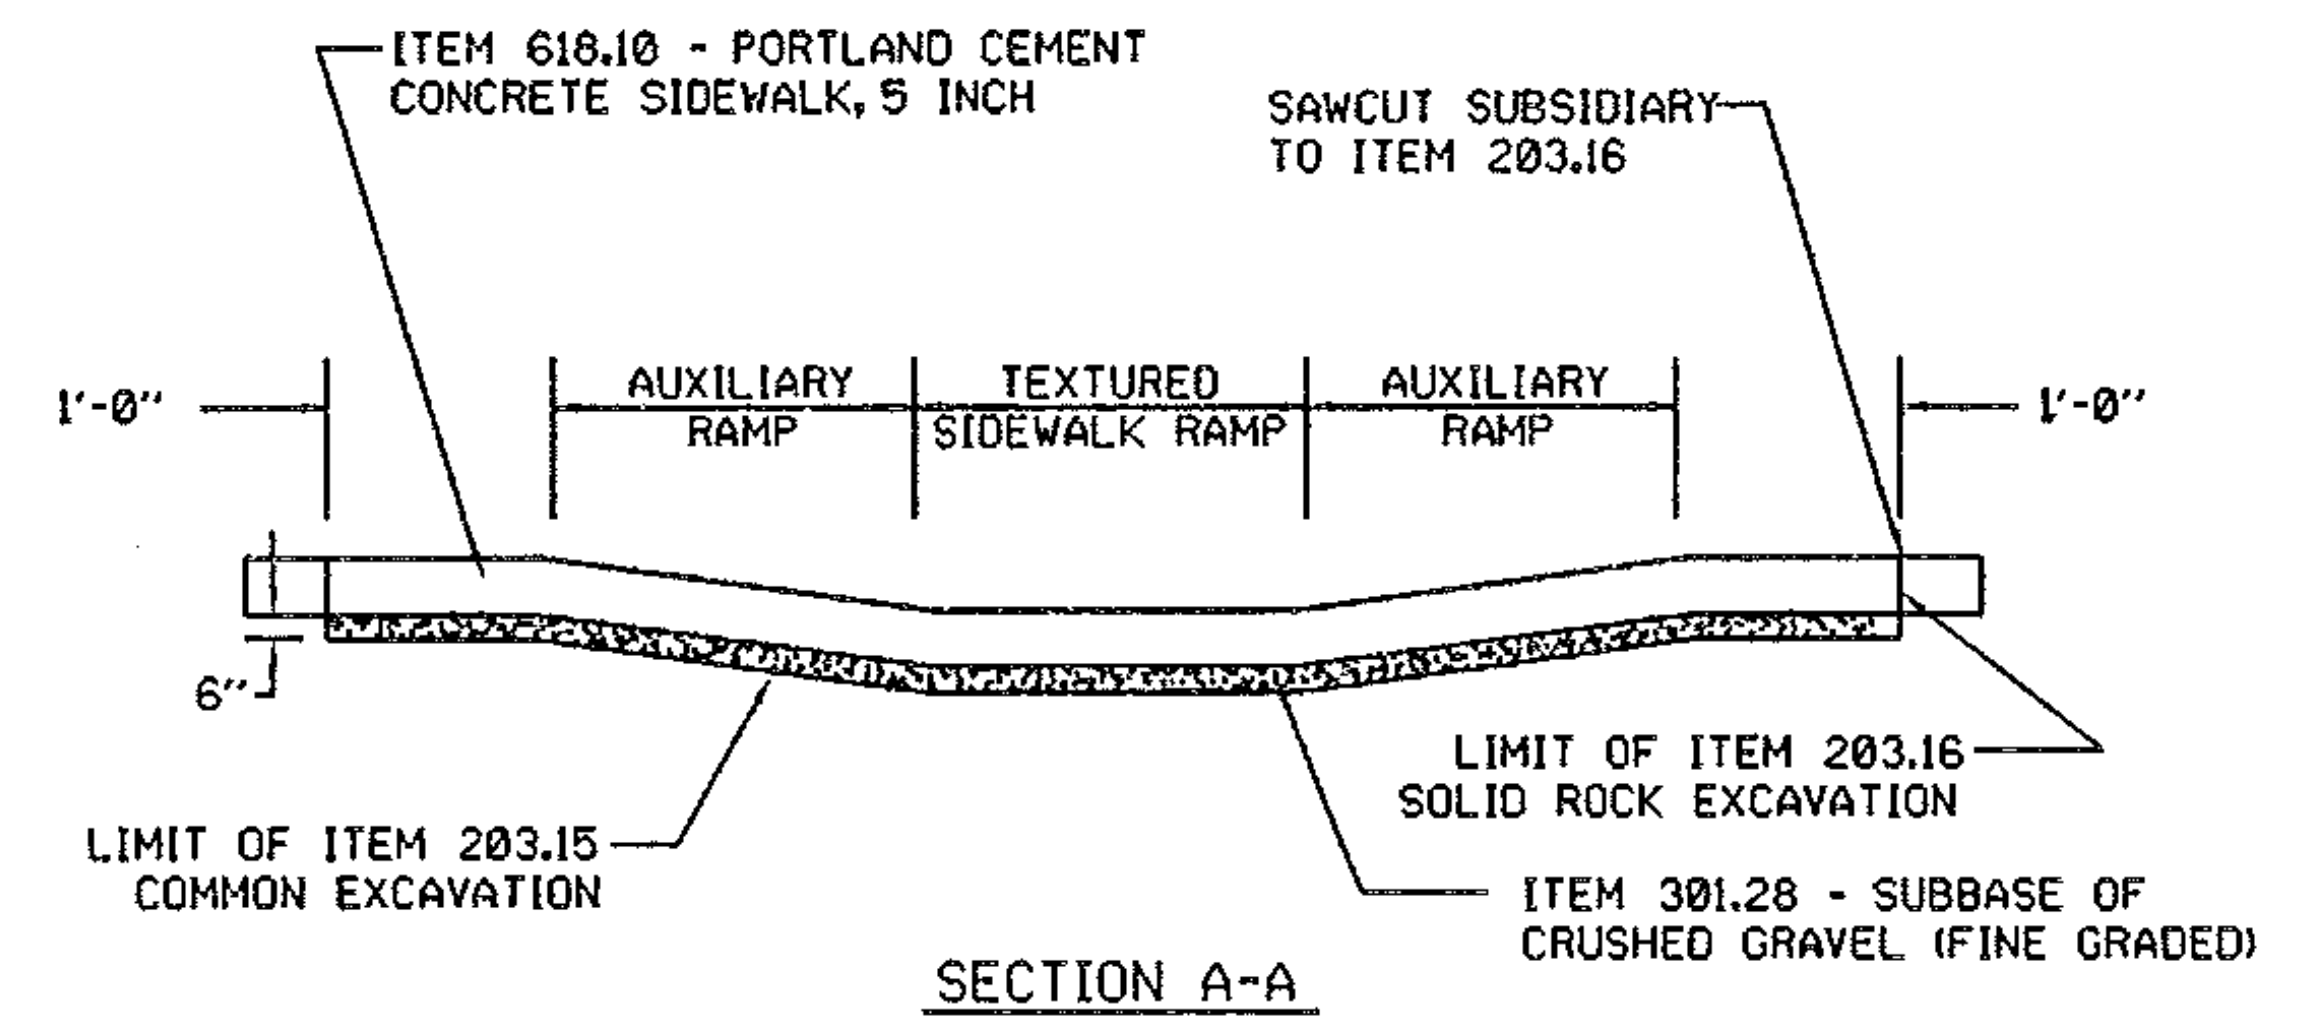 ITEM 618.10 - PORTLAND CEMENT
CONCRETE SIDEWALK, 5 INCH
SAWCUT SUBSIDIARY
TO ITEM 203.16
1'-0"
AUXILIARY
RAMP
TEXTURED
SIDEWALK RAMP
AUXILIARY
RAMP
1'-0"
6"
LIMIT OF ITEM 203.16
SOLID ROCK EXCAVATION
LIMIT OF ITEM 203.15
COMMON EXCAVATION
ITEM 301.28 - SUBBASE OF
CRUSHED GRAVEL (FINE GRADED)
SECTION A-A